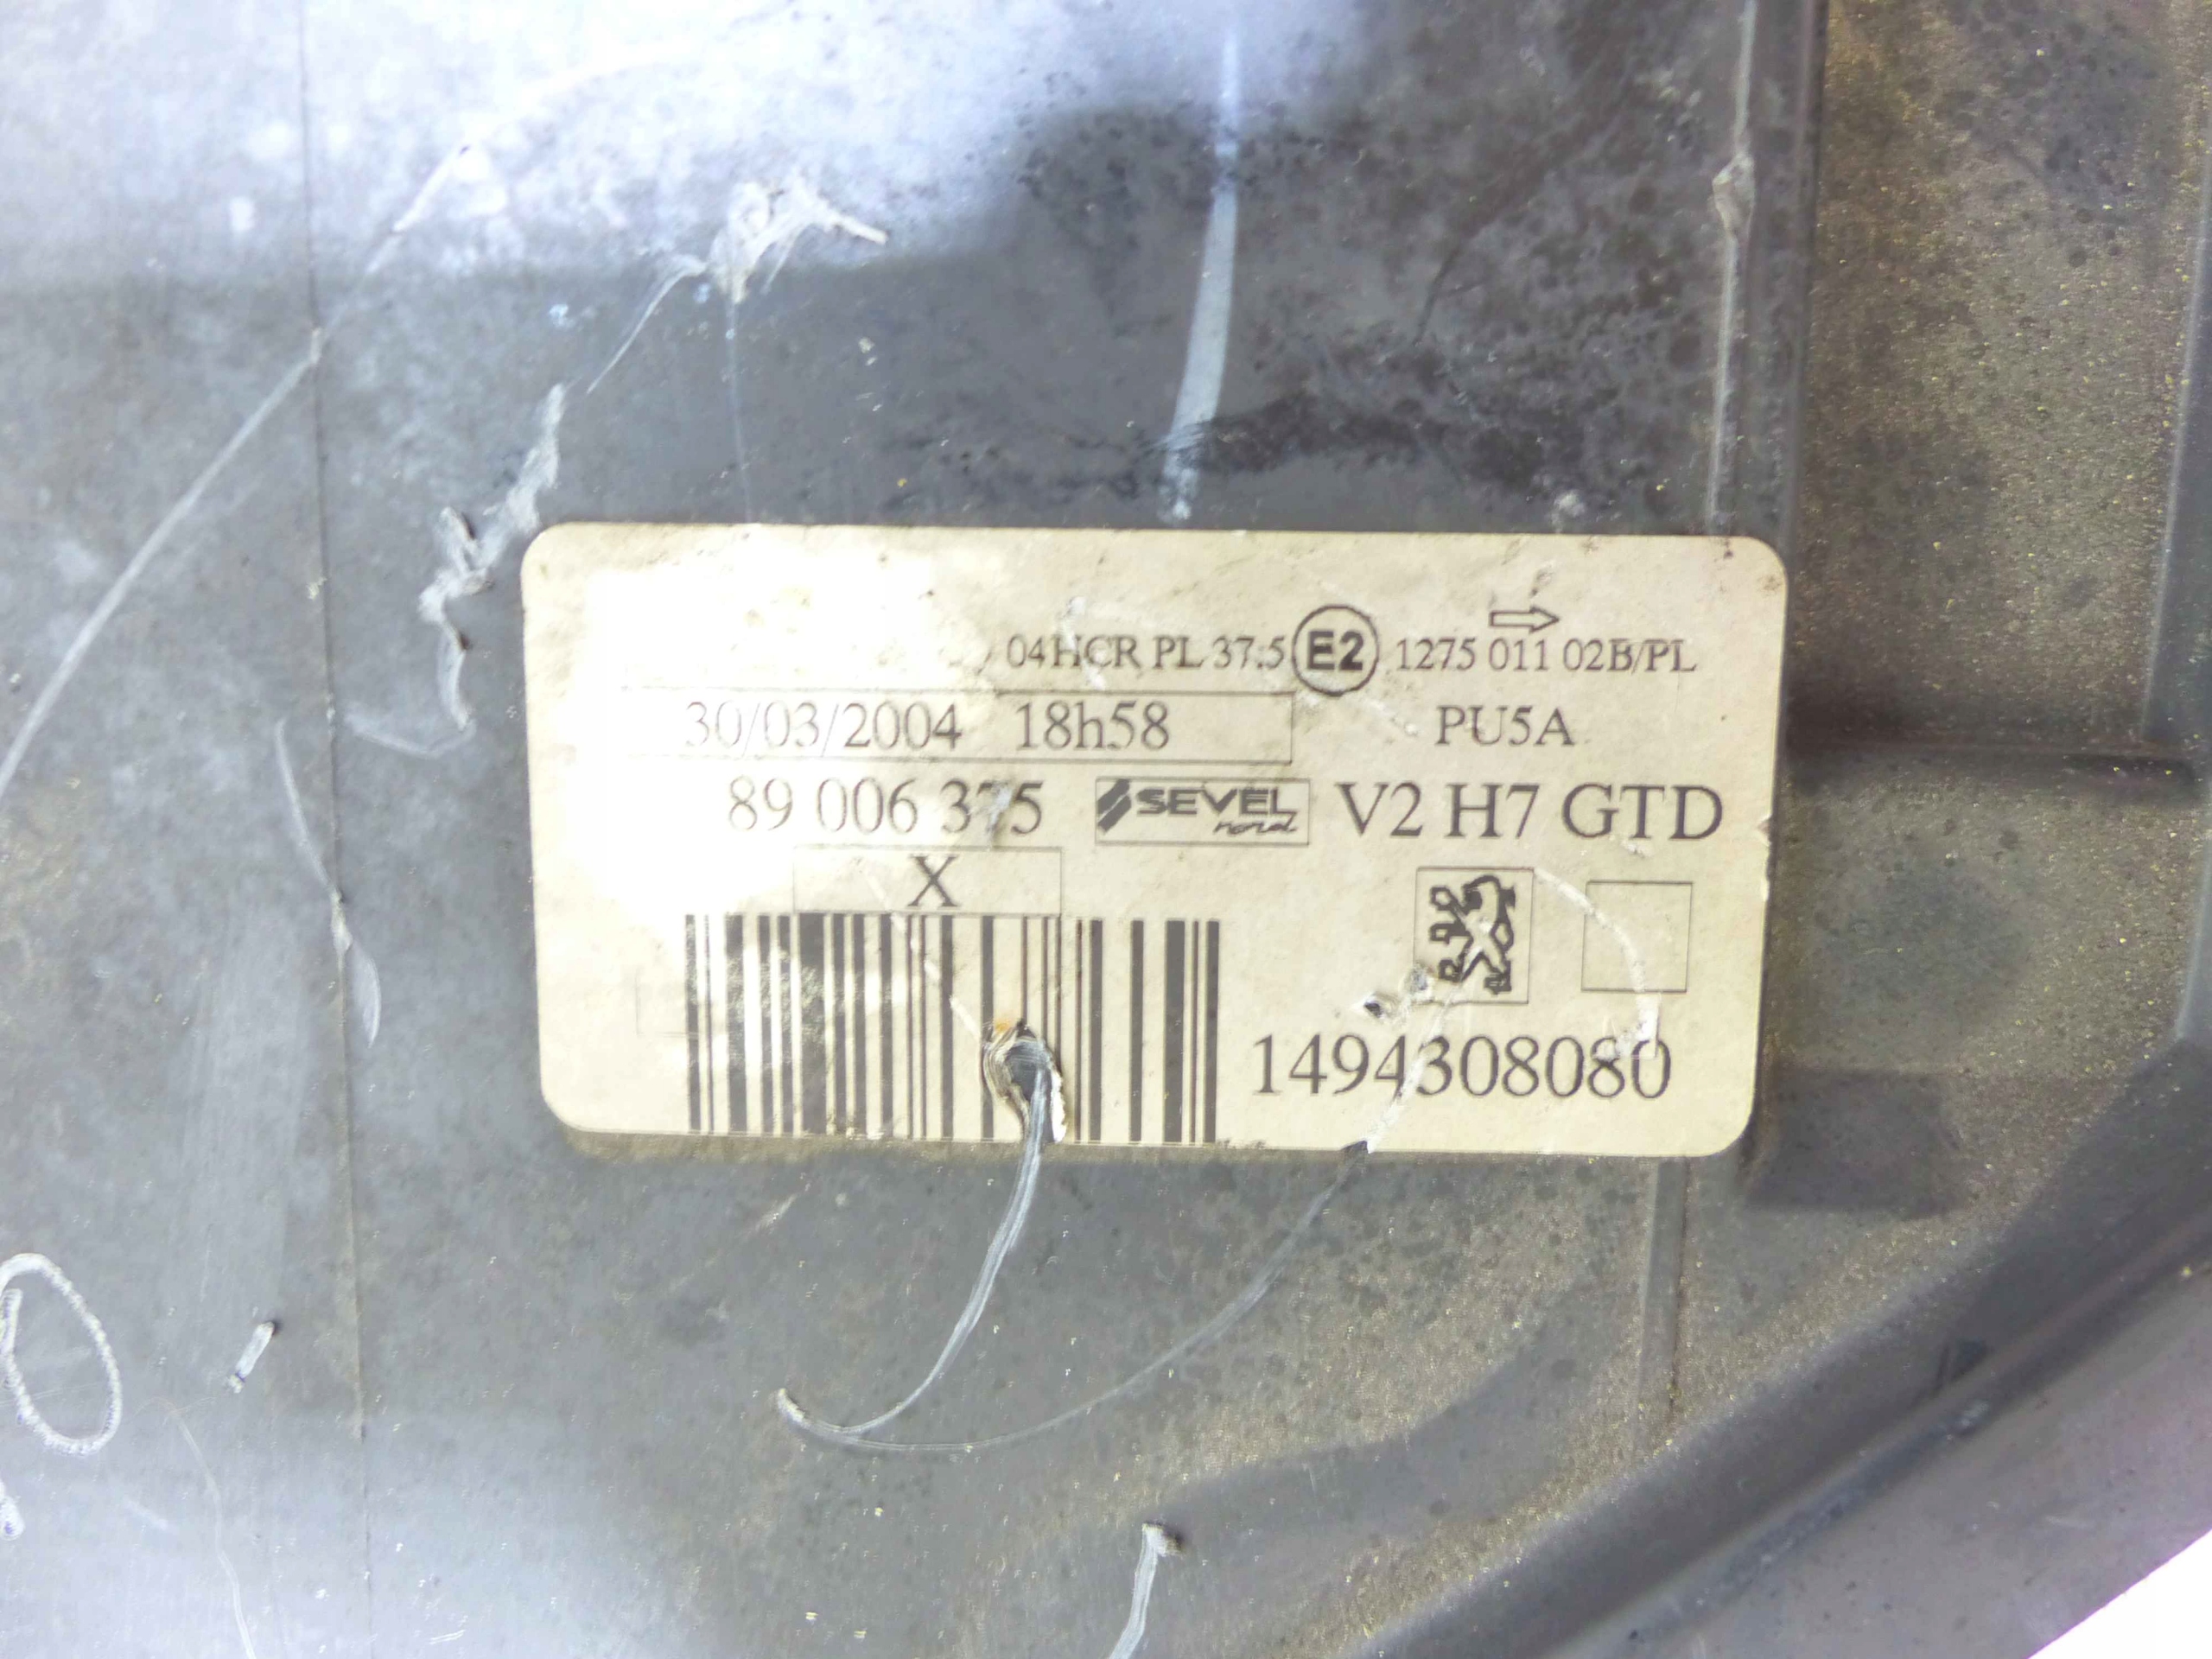 04HCR PL 37.5 E2 1275 011 02B/PL
30/03/2004 18h58 PU5A
89 006 375 SEVEL nord V2 H7 GTD
X
1494308080